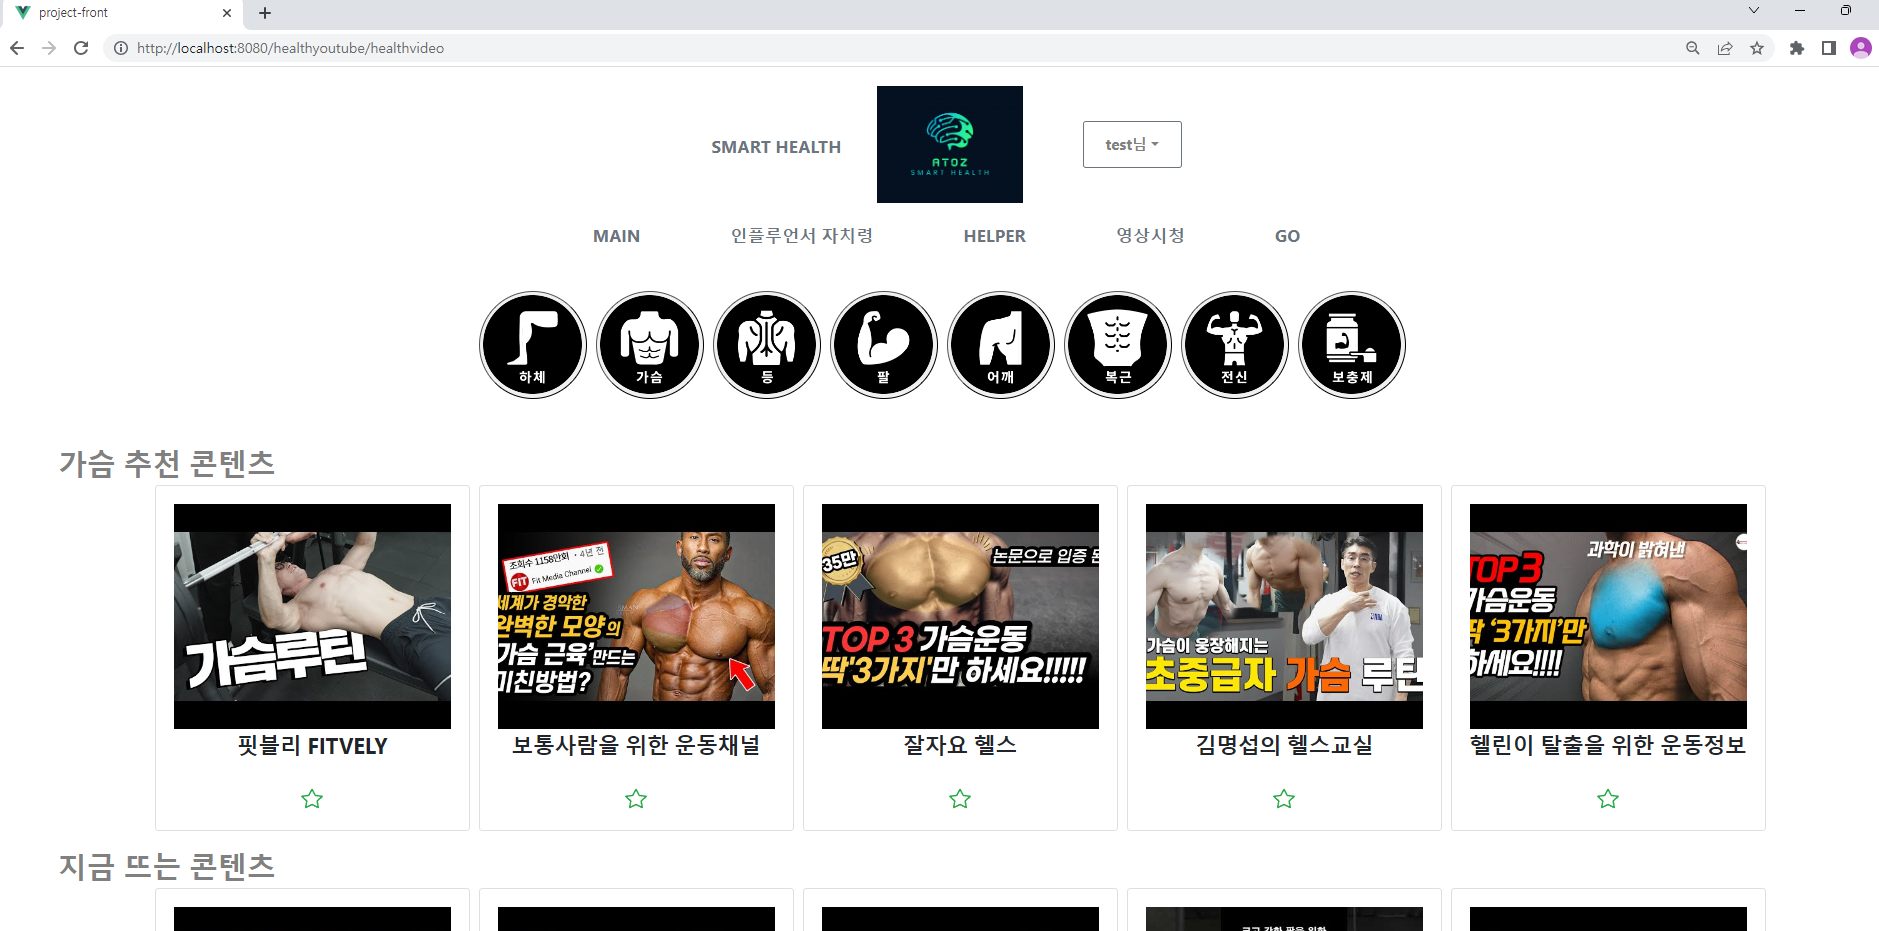 project-front
http://localhost:8080/healthyoutube/healthvideo
SMART HEALTH
ATOZ
SMART HEALTH
test님
MAIN
인플루언서 자치령
HELPER
영상시청
GO
하체
가슴
등
팔
어깨
복근
전신
보충제
가슴 추천 콘텐츠
가슴루틴
조회수 1158만회 · 4년 전
FIT Fit Media Channel
세계가 경악한
완벽한 모양의
'가슴 근육' 만드는
미친방법?
35만
논문으로 입증 된
TOP 3 가슴운동
딱'3가지'만 하세요!!!!!
가슴이 웅장해지는
초중급자 가슴 루틴
과학이 밝혀낸
TOP 3
가슴운동
딱 '3가지'만
하세요!!!!
핏블리 FITVELY
보통사람을 위한 운동채널
잘자요 헬스
김명섭의 헬스교실
헬린이 탈출을 위한 운동정보
지금 뜨는 콘텐츠